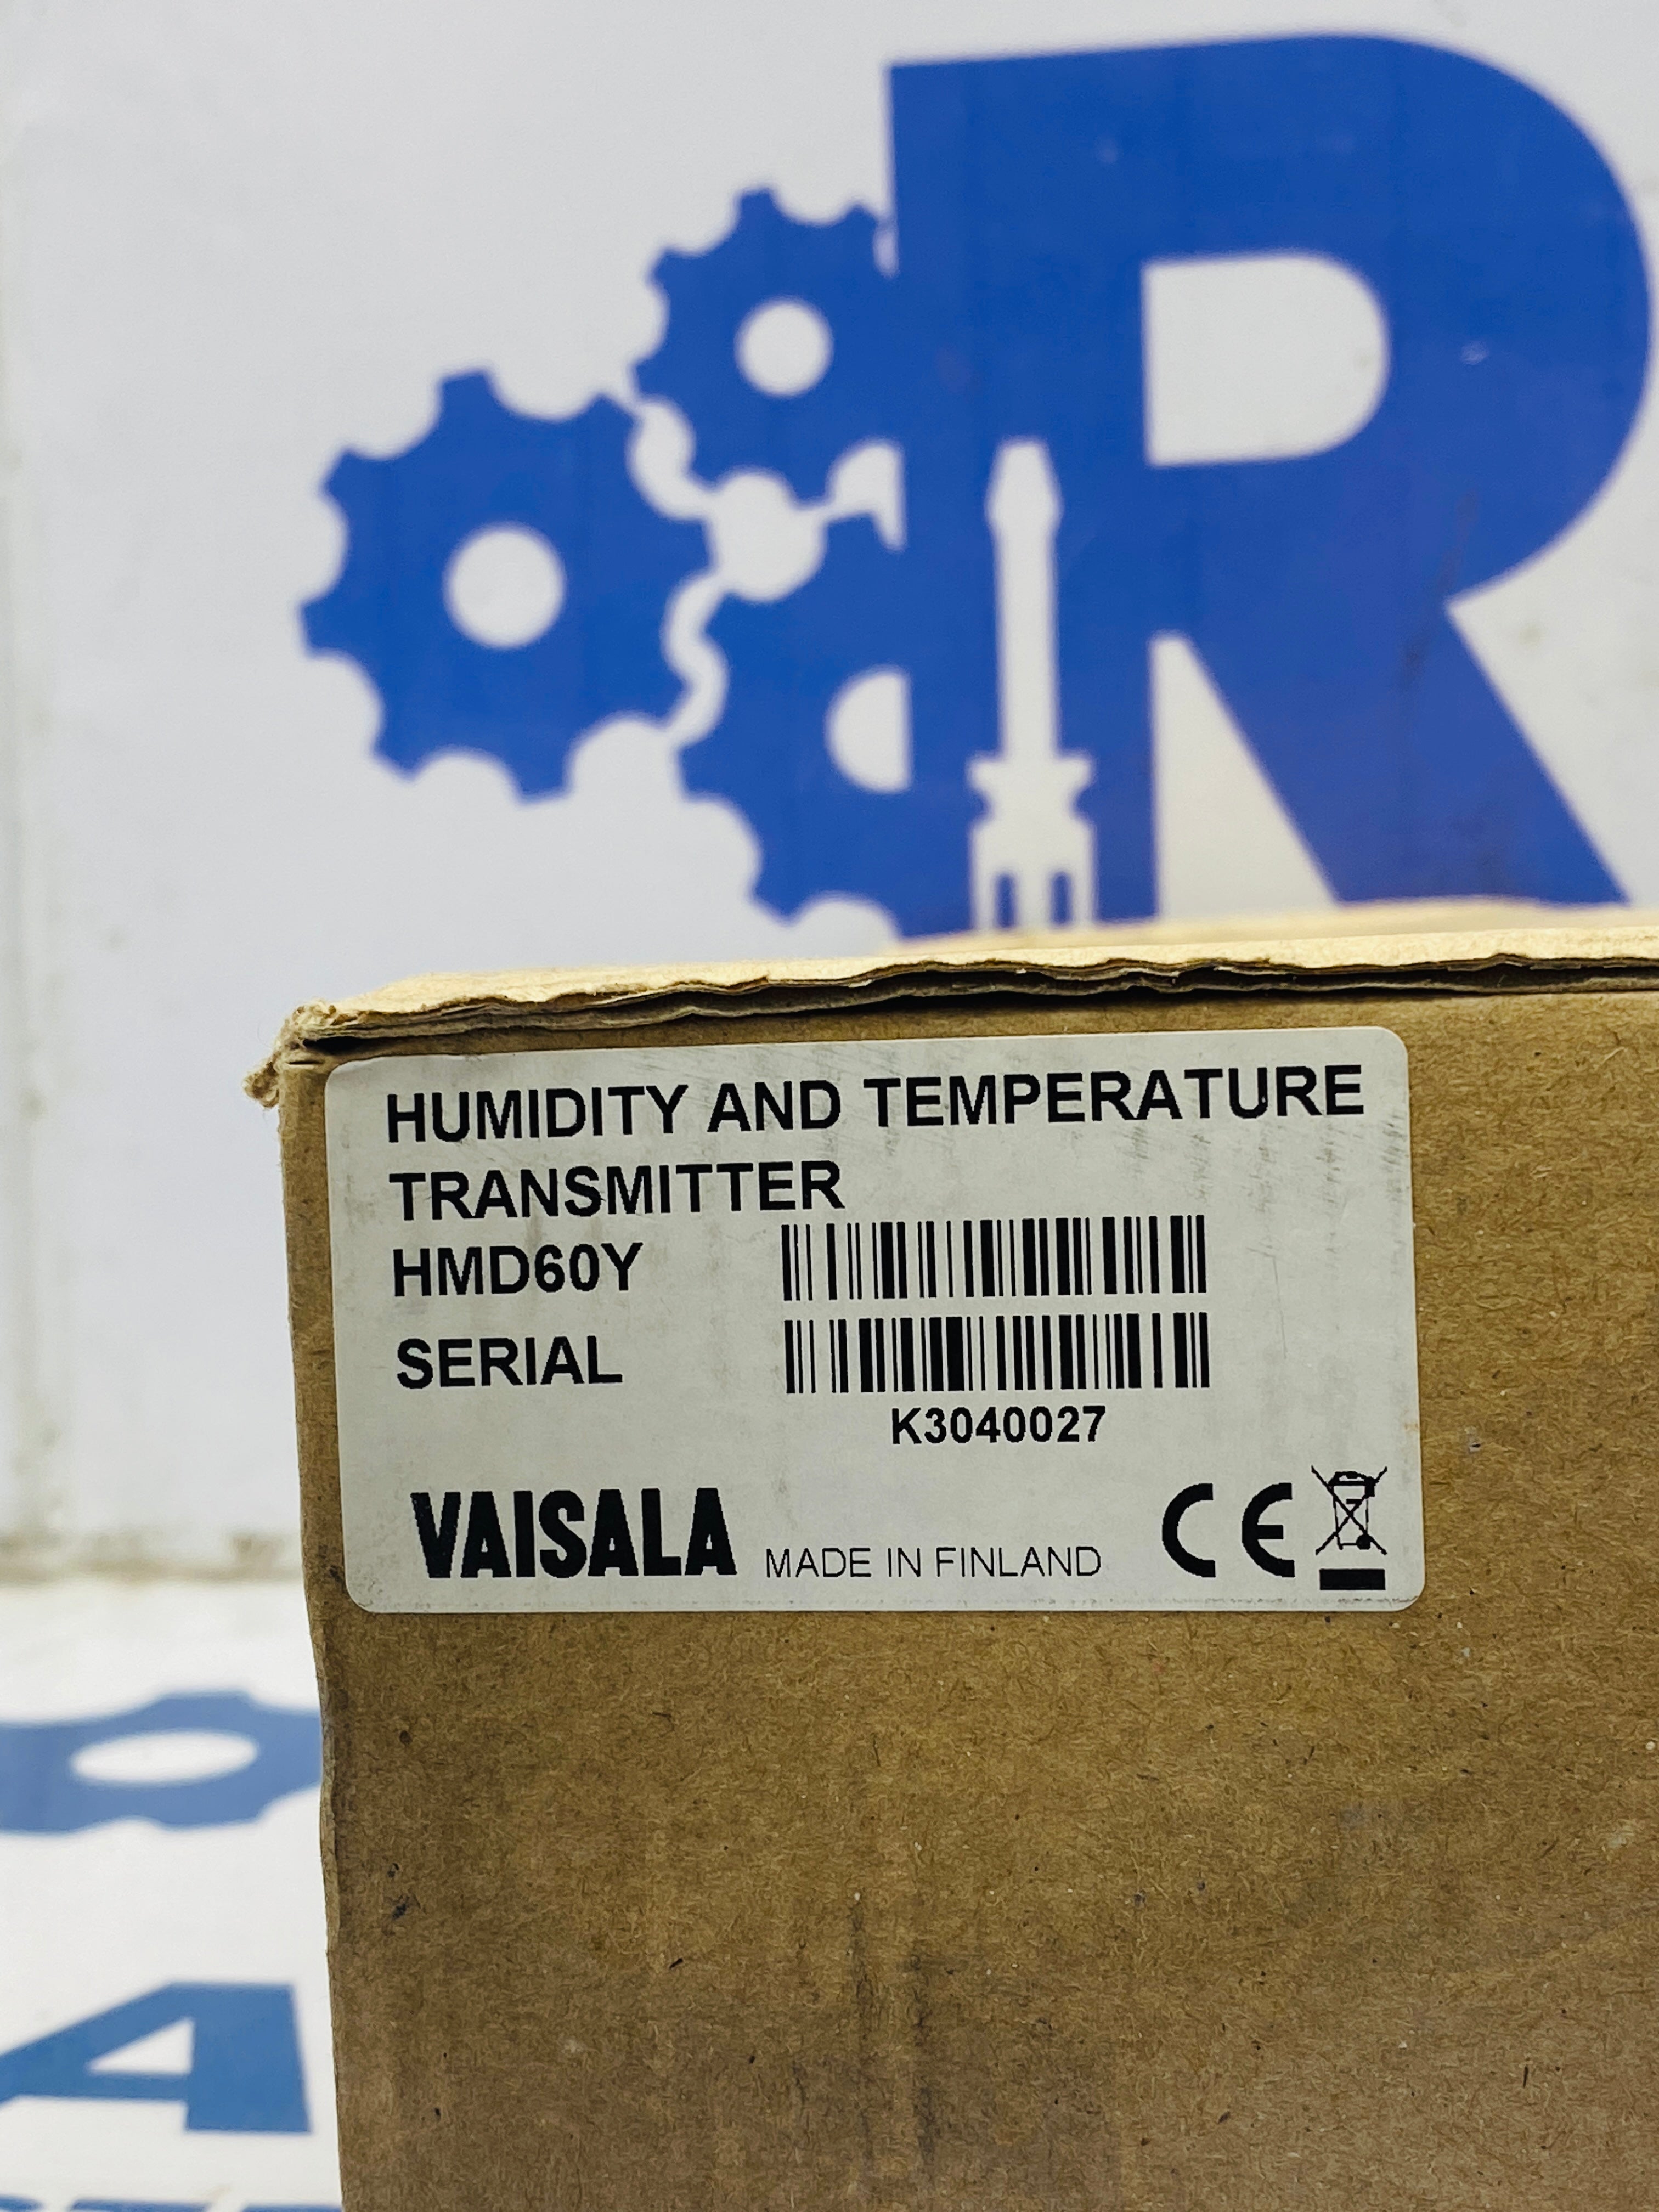 R
HUMIDITY AND TEMPERATURE
TRANSMITTER
HMD60Y
SERIAL
K3040027
VAISALA MADE IN FINLAND CE
A